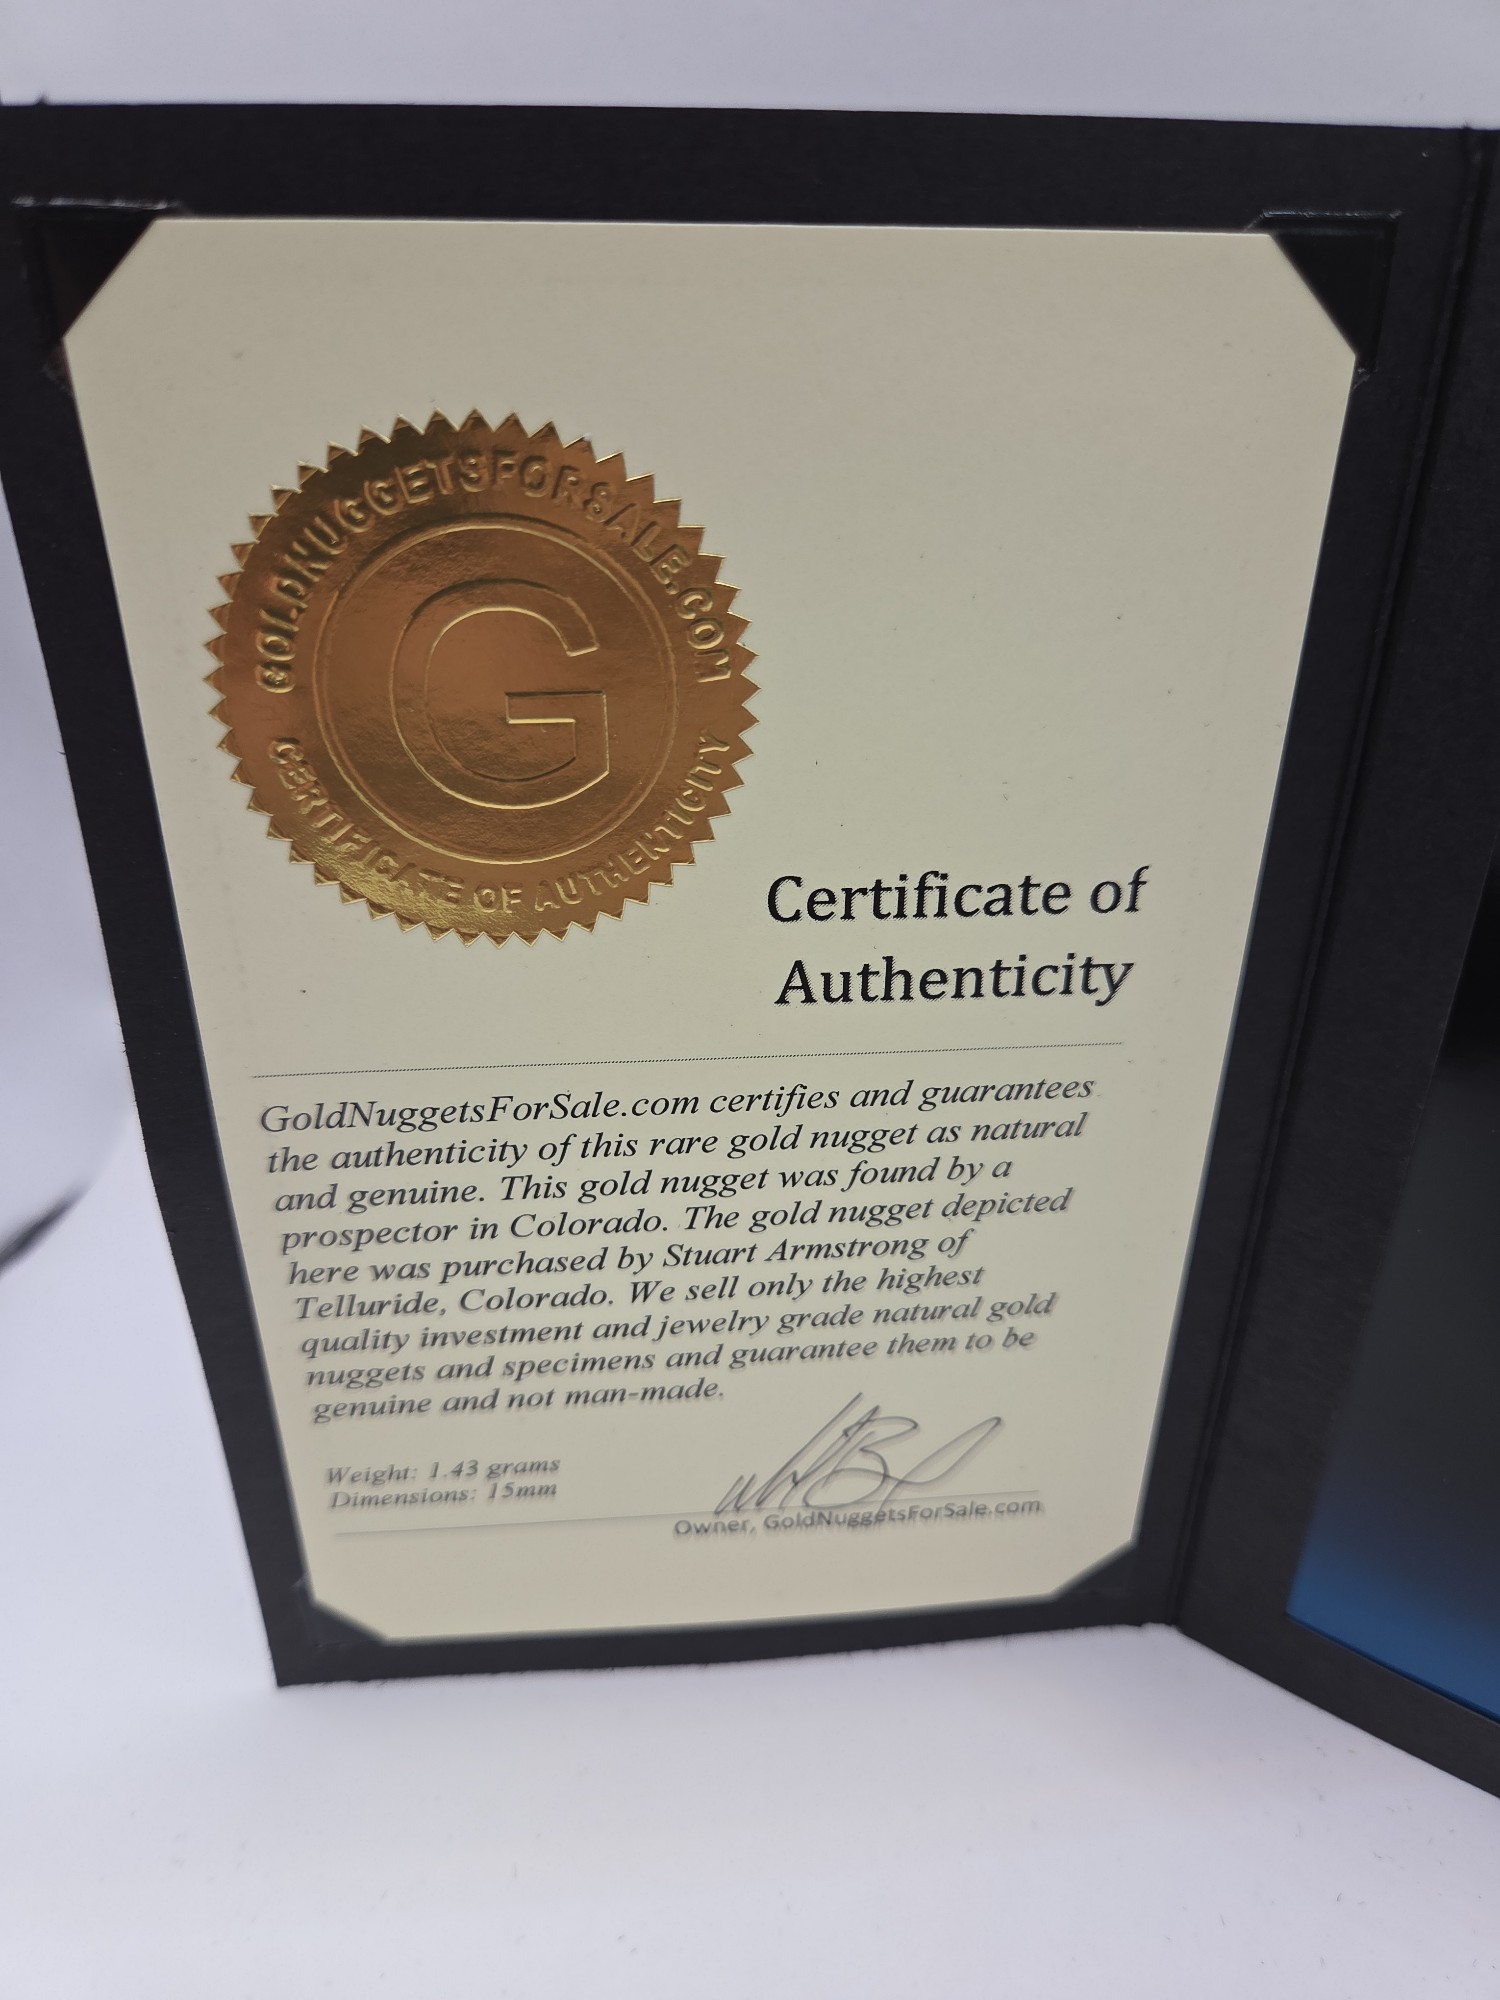 GOLDNUGGETSFORSALE.COM
G
CERTIFICATE OF AUTHENTICITY
Certificate of
Authenticity
GoldNuggetsForSale.com certifies and guarantees
the authenticity of this rare gold nugget as natural
and genuine. This gold nugget was found by a
prospector in Colorado. The gold nugget depicted
here was purchased by Stuart Armstrong of
Telluride, Colorado. We sell only the highest
quality investment and jewelry grade natural gold
nuggets and specimens and guarantee them to be
genuine and not man-made.
Weight: 1.43 grams
Dimensions: 15mm
Owner, GoldNuggetsForSale.com